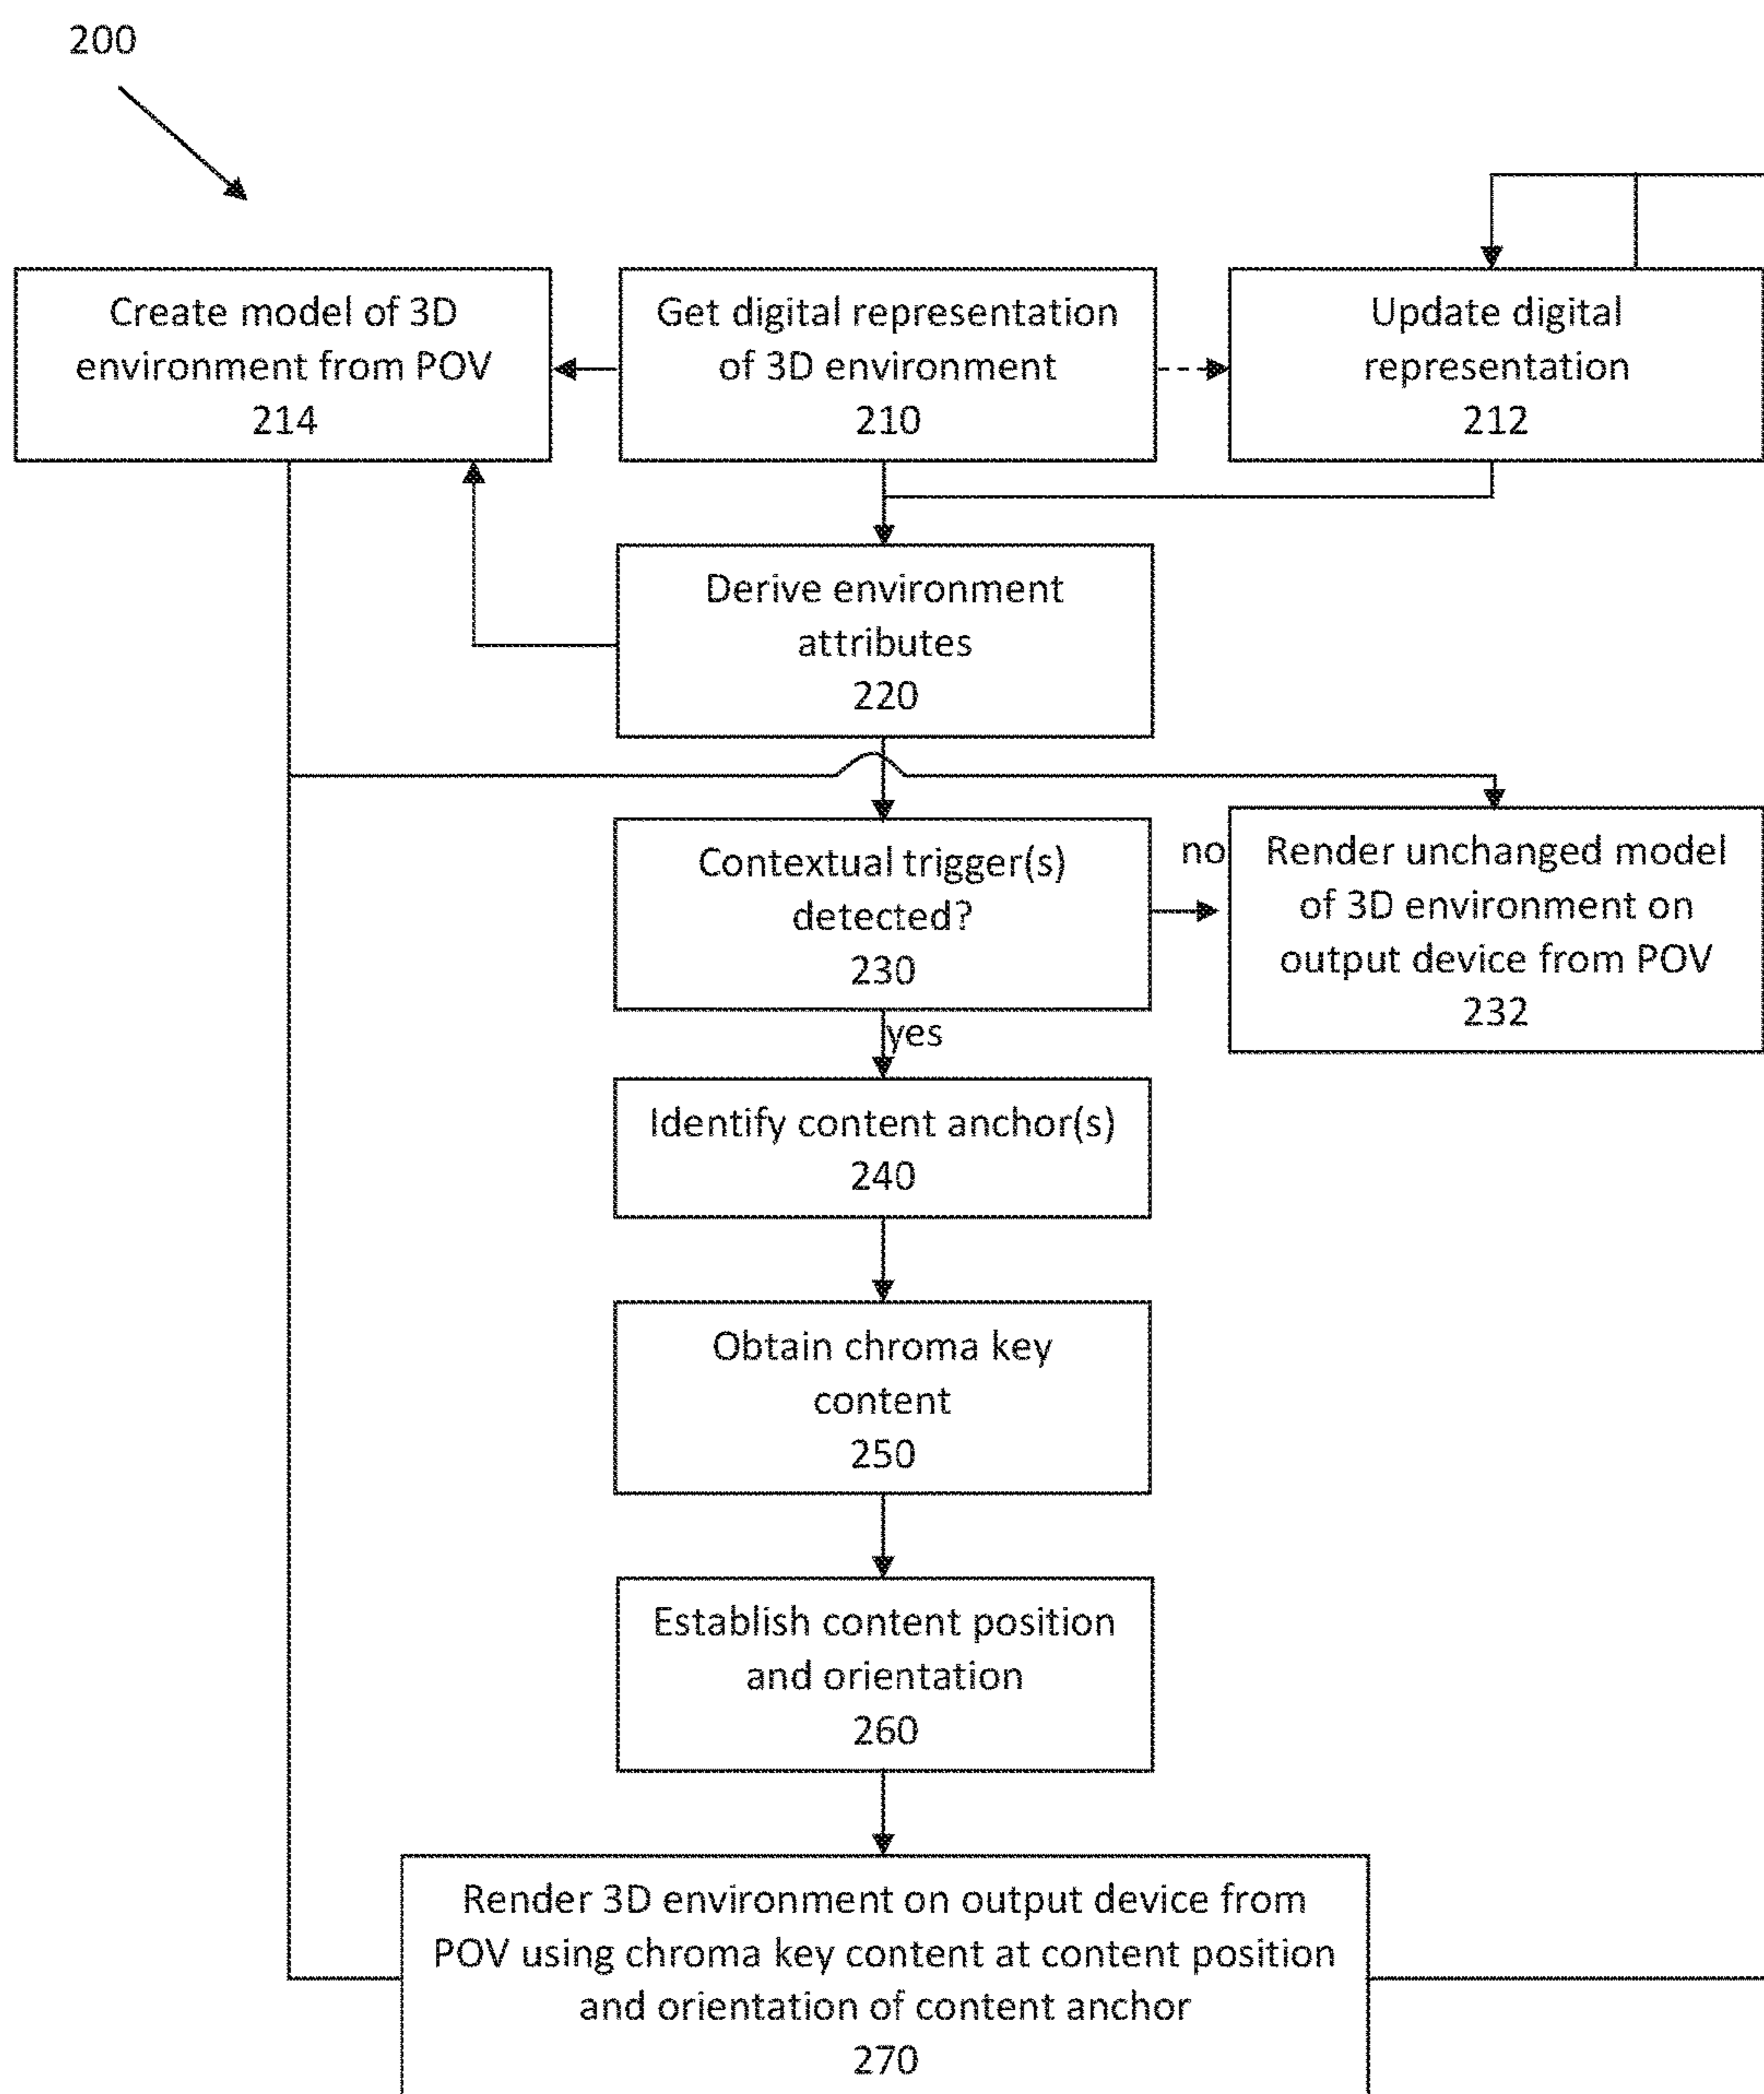 200
Create model of 3D
environment from POV
214
Get digital representation
of 3D environment
210
Update digital
representation
212
Derive environment
attributes
220
Contextual trigger(s)
detected?
230
no
Render unchanged model
of 3D environment on
output device from POV
232
yes
Identify content anchor(s)
240
Obtain chroma key
content
250
Establish content position
and orientation
260
Render 3D environment on output device from
POV using chroma key content at content position
and orientation of content anchor
270